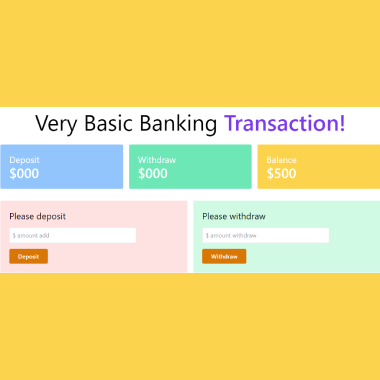 Very Basic Banking Transaction!
Deposit
$000
Withdraw
$000
Balance
$500
Please deposit
$ amount add
Deposit
Please withdraw
$ amount withdraw
Withdraw